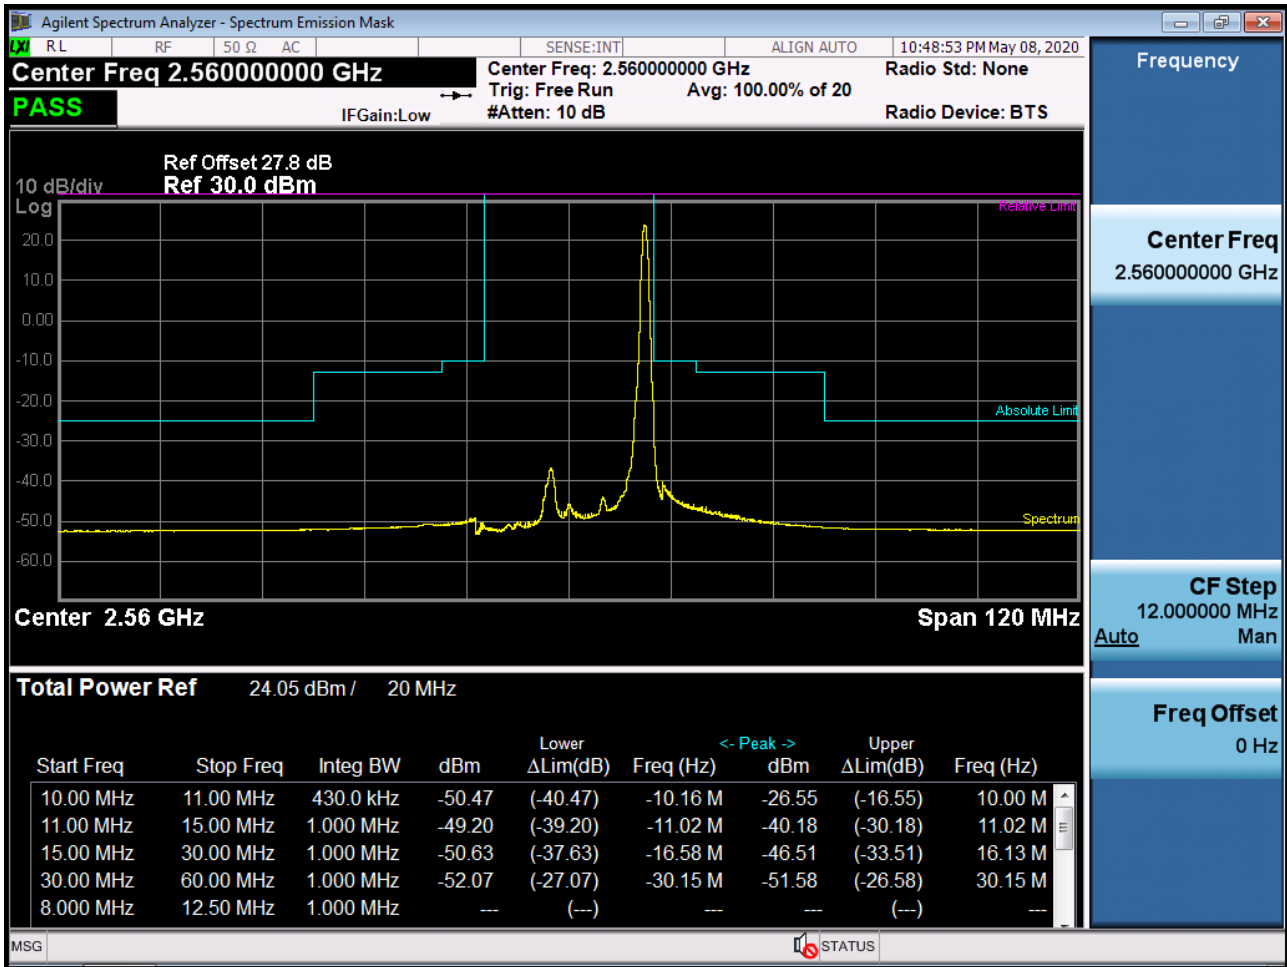 Agilent Spectrum Analyzer - Spectrum Emission Mask
LXI RL RF 50 Ω AC SENSE:INT ALIGN AUTO 10:48:53 PM May 08, 2020
Center Freq 2.560000000 GHz
PASS
IFGain:Low
Center Freq: 2.560000000 GHz
Trig: Free Run Avg: 100.00% of 20
#Atten: 10 dB
Radio Std: None
Radio Device: BTS
Ref Offset 27.8 dB
10 dB/div Ref 30.0 dBm
Log
Relative Limit
20.0
10.0
0.00
-10.0
-20.0
Absolute Limit
-30.0
-40.0
-50.0
Spectrum
-60.0
Center 2.56 GHz Span 120 MHz
Total Power Ref 24.05 dBm / 20 MHz
Lower <- Peak -> Upper
Start Freq Stop Freq Integ BW dBm ΔLim(dB) Freq (Hz) dBm ΔLim(dB) Freq (Hz)
10.00 MHz 11.00 MHz 430.0 kHz -50.47 (-40.47) -10.16 M -26.55 (-16.55) 10.00 M
11.00 MHz 15.00 MHz 1.000 MHz -49.20 (-39.20) -11.02 M -40.18 (-30.18) 11.02 M
15.00 MHz 30.00 MHz 1.000 MHz -50.63 (-37.63) -16.58 M -46.51 (-33.51) 16.13 M
30.00 MHz 60.00 MHz 1.000 MHz -52.07 (-27.07) -30.15 M -51.58 (-26.58) 30.15 M
8.000 MHz 12.50 MHz 1.000 MHz --- (---) --- --- (---) ---
MSG STATUS
Frequency
Center Freq
2.560000000 GHz
CF Step
12.000000 MHz
Auto Man
Freq Offset
0 Hz